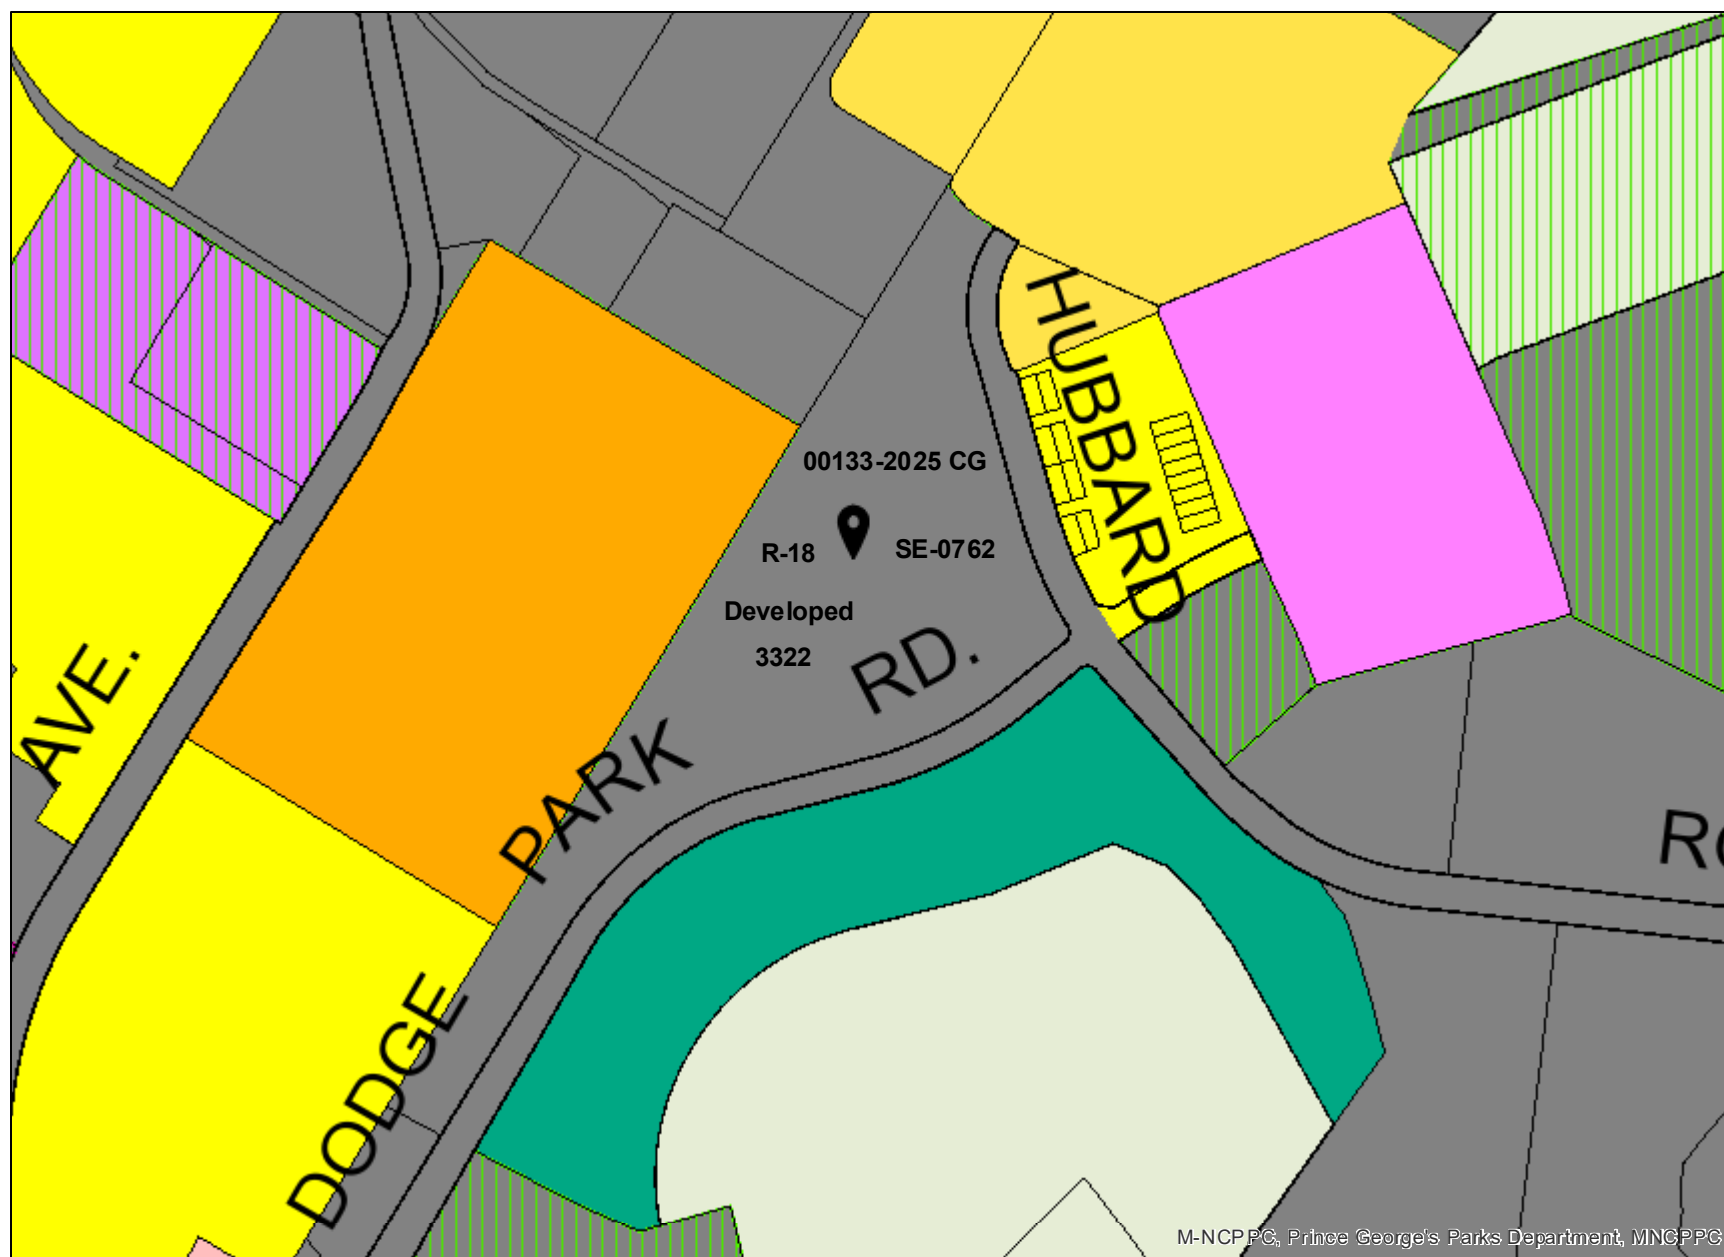 HUBBARD
00133-2025 CG
R-18
SE-0762
Developed
3322
RD.
PARK
DODGE
AVE.
M-NCPPC, Prince George's Parks Department, MNCPPC